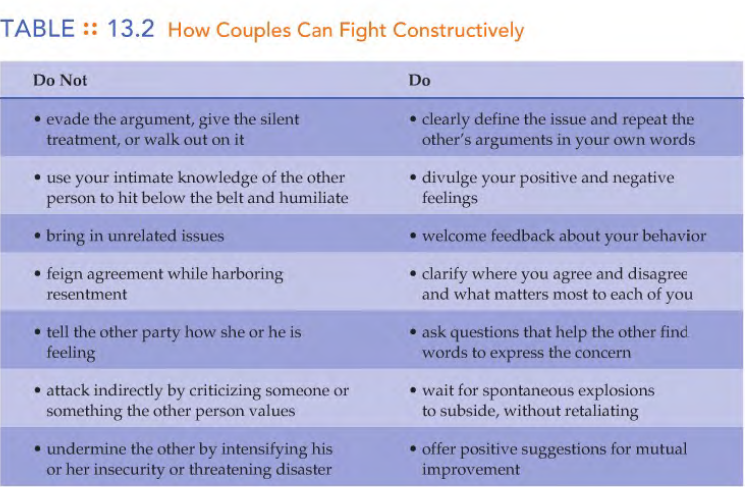 TABLE :: 13.2 How Couples Can Fight Constructively
Do Not
Do
• evade the argument, give the silent
treatment, or walk out on it
• clearly define the issue and repeat the
other's arguments in your own words
• use your intimate knowledge of the other
person to hit below the belt and humiliate
• divulge your positive and negative
feelings
• bring in unrelated issues
• welcome feedback about your behavior
• feign agreement while harboring
resentment
• clarify where you agree and disagree
and what matters most to each of you
• tell the other party how she or he is
feeling
• ask questions that help the other find
words to express the concern
• attack indirectly by criticizing someone or
something the other person values
• wait for spontaneous explosions
to subside, without retaliating
• undermine the other by intensifying his
or her insecurity or threatening disaster
• offer positive suggestions for mutual
improvement